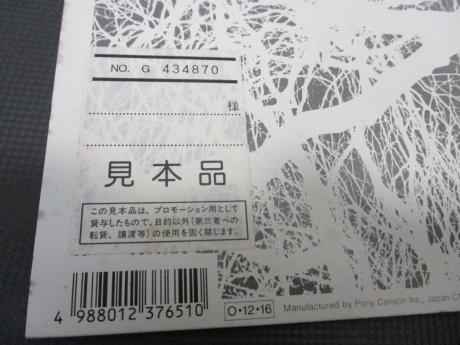 NO. G 434870
様
見本品
この見本品は、プロモーション用として
貸与したもので、目的以外(第三者への
転貸、譲渡等)の使用を固く禁じます。
4 988012 376510
O・12・16
Manufactured by Pony Canyon Inc., Japan